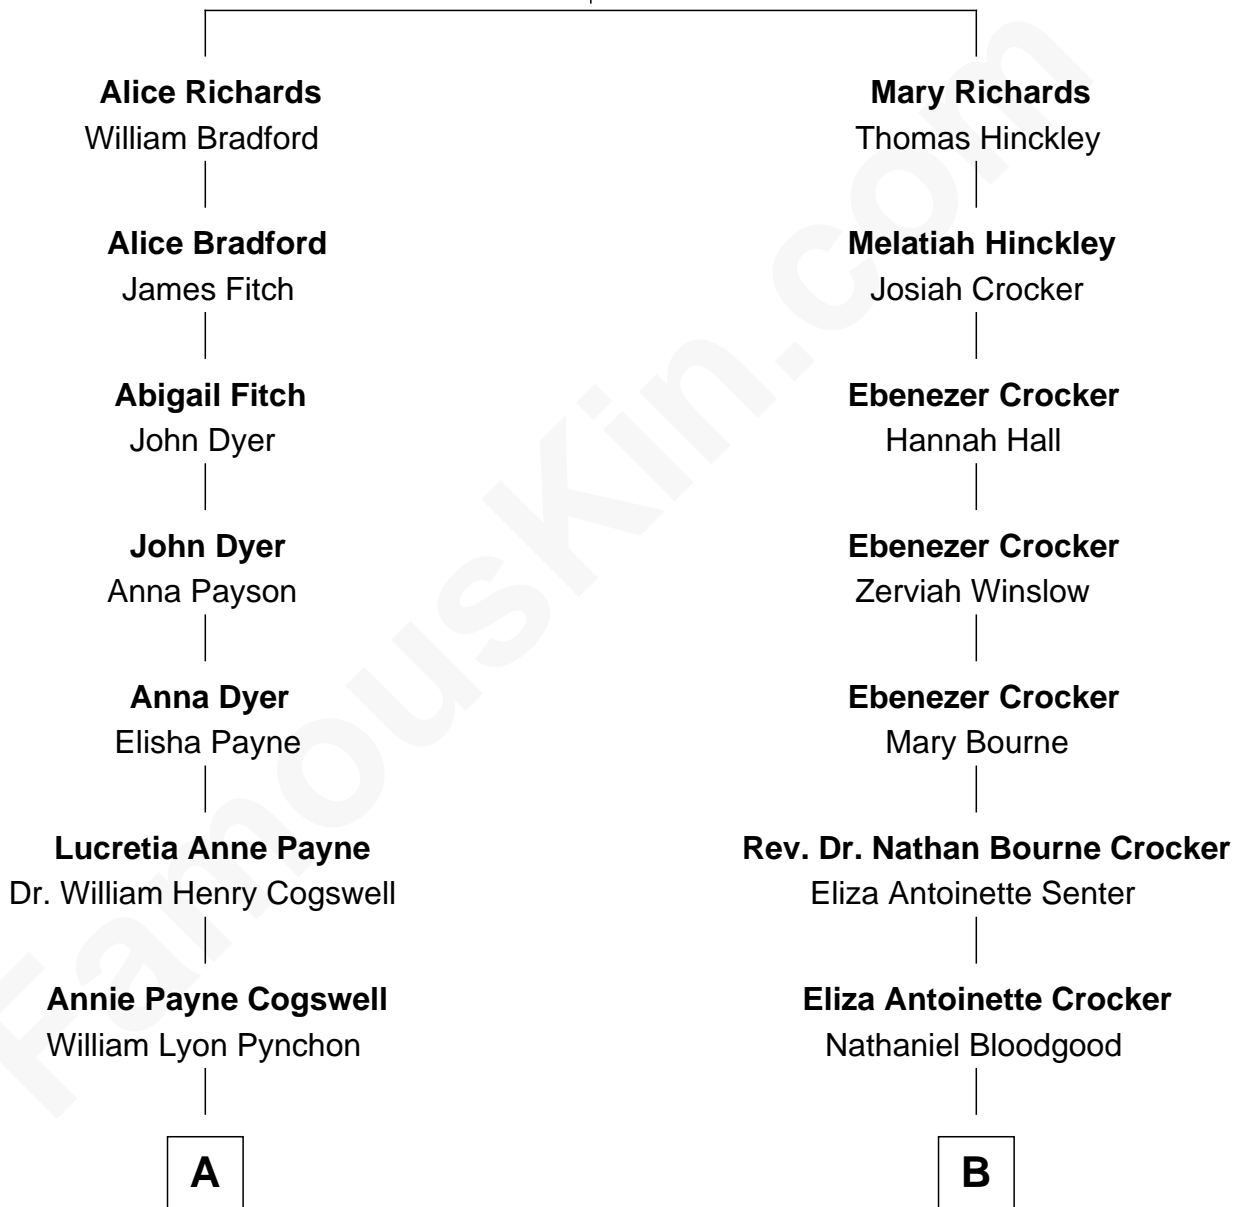 Alice Richards
William Bradford
Alice Bradford
James Fitch
Abigail Fitch
John Dyer
John Dyer
Anna Payson
Anna Dyer
Elisha Payne
Lucretia Anne Payne
Dr. William Henry Cogswell
Annie Payne Cogswell
William Lyon Pynchon
A
Mary Richards
Thomas Hinckley
Melatiah Hinckley
Josiah Crocker
Ebenezer Crocker
Hannah Hall
Ebenezer Crocker
Zerviah Winslow
Ebenezer Crocker
Mary Bourne
Rev. Dr. Nathan Bourne Crocker
Eliza Antoinette Senter
Eliza Antoinette Crocker
Nathaniel Bloodgood
B
FamousKin.com